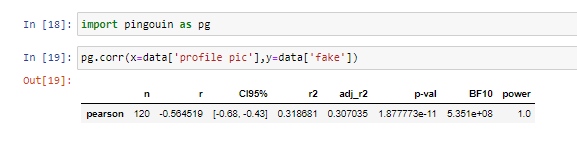 In [18]: import pingouin as pg
In [19]: pg.corr(x=data['profile pic'],y=data['fake'])
Out[19]:
n r CI95% r2 adj_r2 p-val BF10 power
pearson 120 -0.564519 [-0.68, -0.43] 0.318681 0.307035 1.877773e-11 5.351e+08 1.0